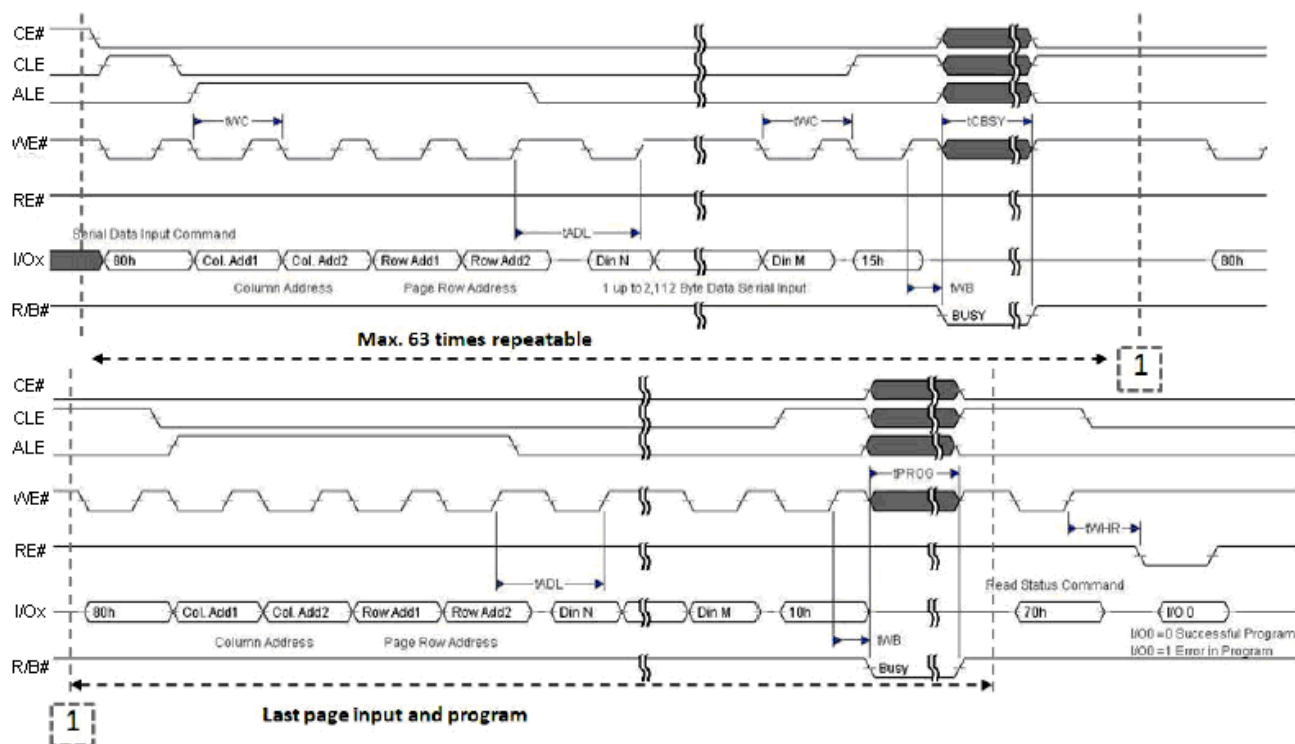 CE#
CLE
ALE
tWC tWC tCBSY
WE#
RE#
tADL
Serial Data Input Command
I/Ox 80h Col. Add1 Col. Add2 Row Add1 Row Add2 Din N Din M 15h 80h
Column Address Page Row Address 1 up to 2,112 Byte Data Serial Input tWB
R/B# BUSY
Max. 63 times repeatable
1
CE#
CLE
ALE
tPROG
WE#
tWHR
RE#
tADL
Read Status Command
I/Ox 80h Col. Add1 Col. Add2 Row Add1 Row Add2 Din N Din M 10h 70h I/O 0
Column Address Page Row Address tWB
I/O0 =0 Successful Program
I/O0 =1 Error in Program
R/B# Busy
Last page input and program
1